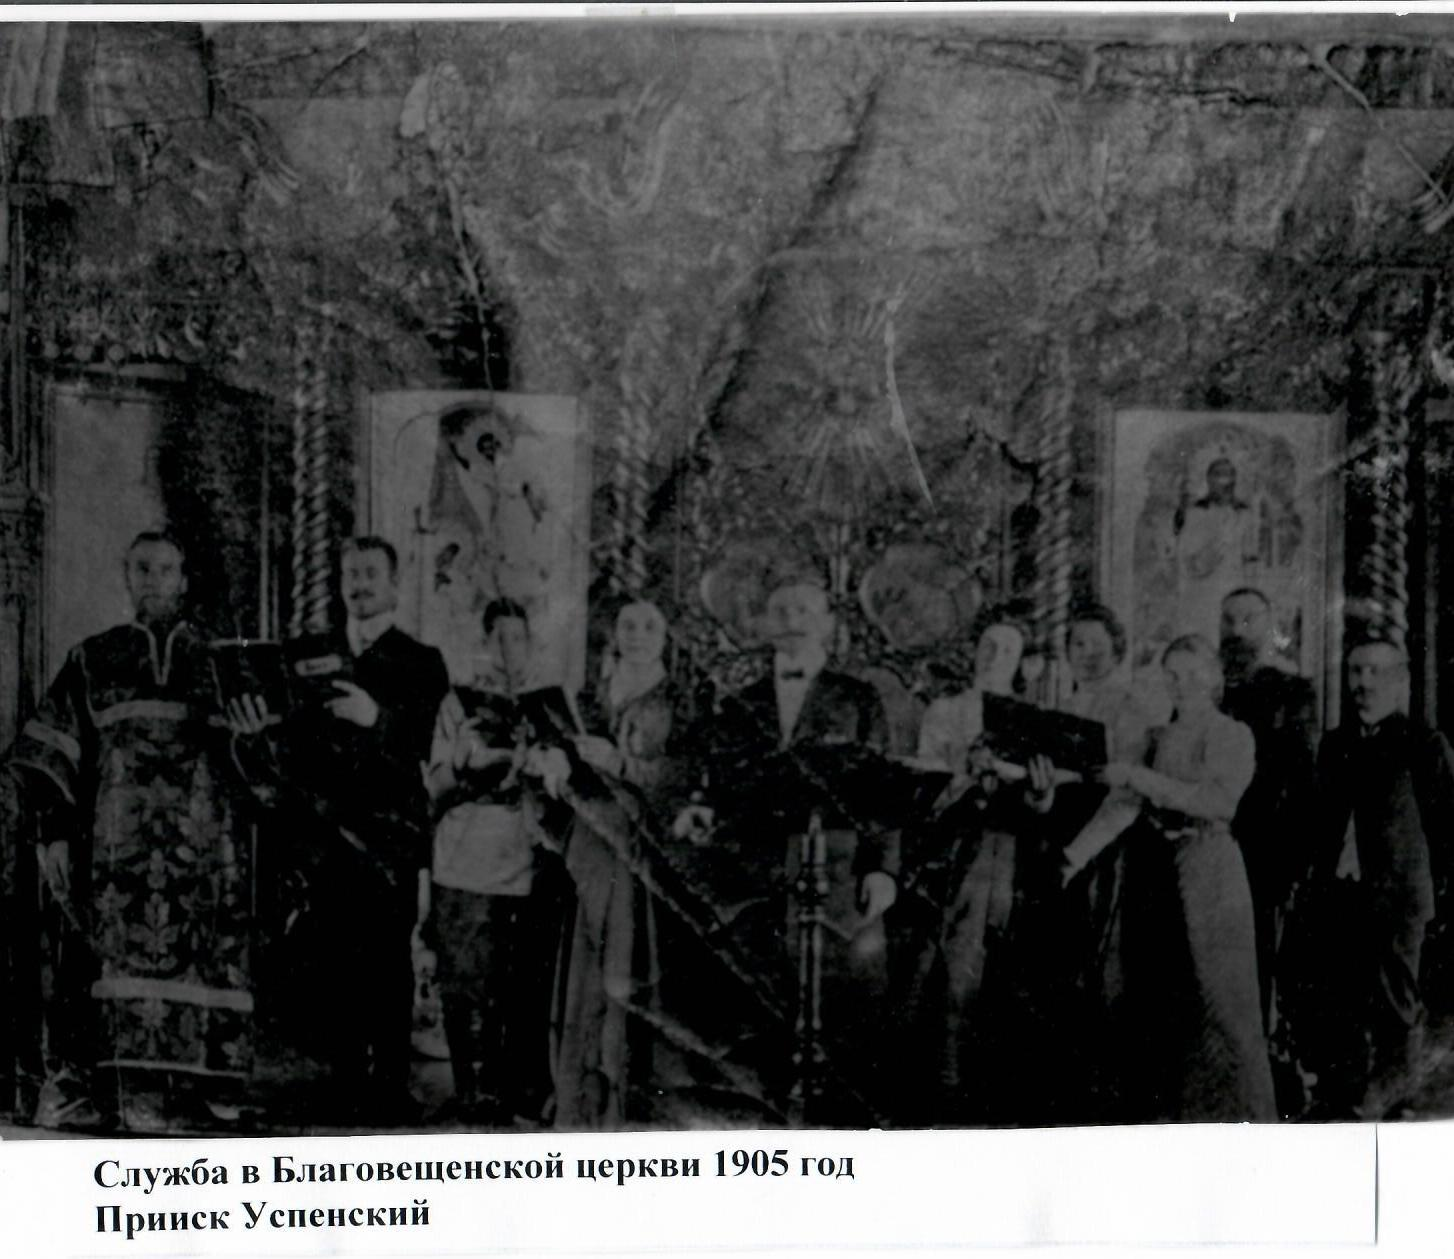 Служба в Благовещенской церкви 1905 год
Прииск Успенский